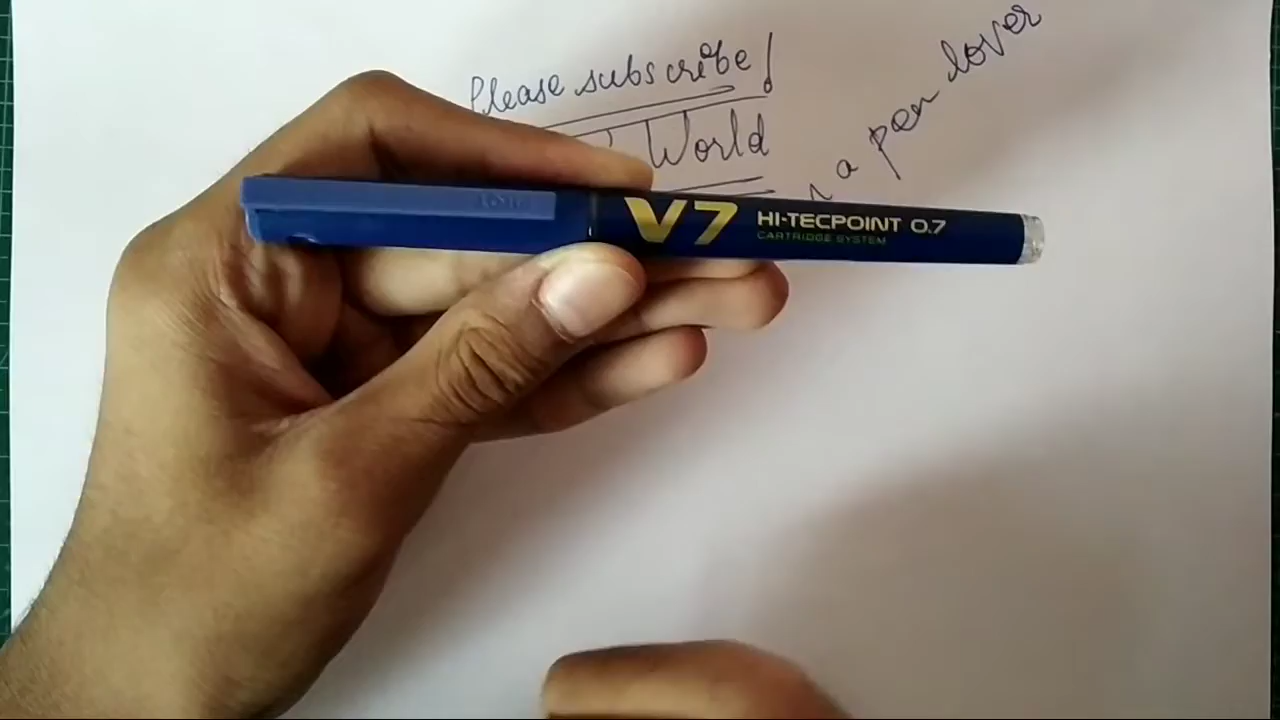 Please subscribe!
World
a pen lover
V7 HI-TECPOINT 0.7
CARTRIDGE SYSTEM